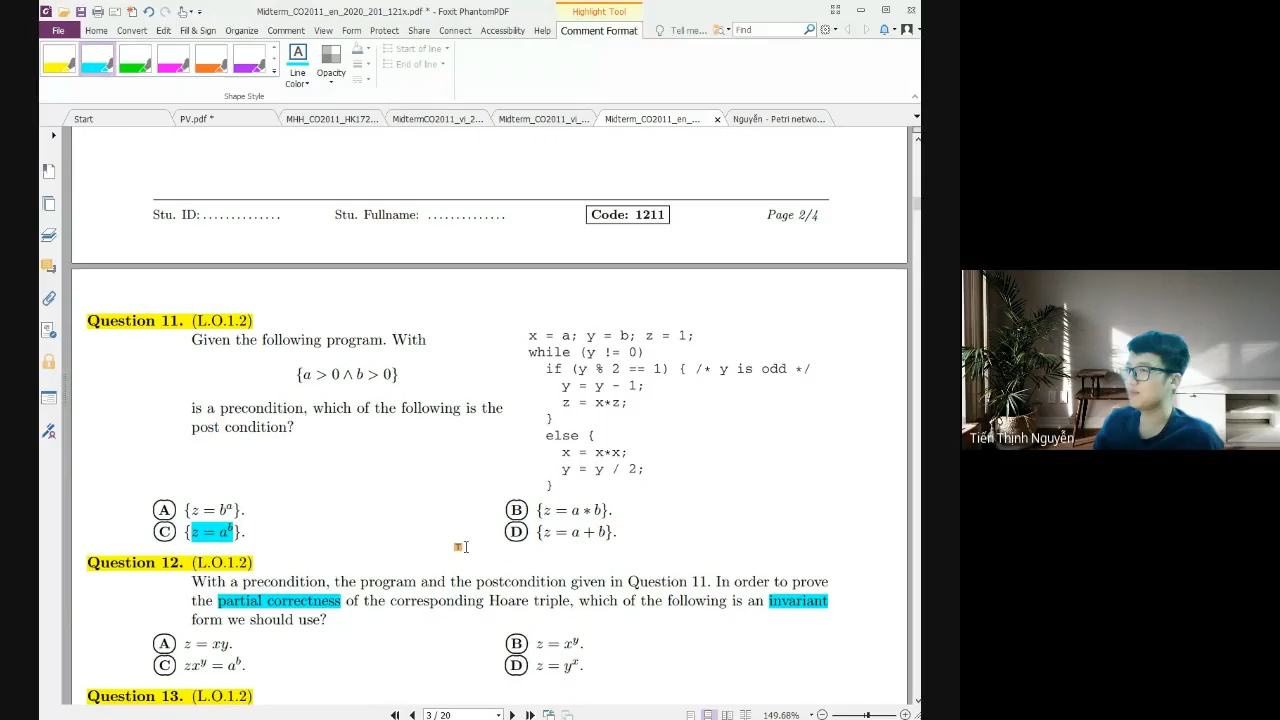 Midterm_CO2011_en_2020_201_121x.pdf * - Foxit PhantomPDF
Highlight Tool
File Home Convert Edit Fill & Sign Organize Comment View Form Protect Share Connect Accessibility Help Comment Format Tell me... Find
Start of line
End of line
Line Color
Opacity
Shape Style
Start
PV.pdf *
MHH_CO2011_HK172...
MidtermCO2011_vi_2...
Midterm_CO2011_vi_...
Midterm_CO2011_en_...
Nguyễn - Petri netwo...
Stu. ID: .............. Stu. Fullname: .............. Code: 1211 Page 2/4
Question 11. (L.O.1.2)
Given the following program. With
{a > 0 ∧ b > 0}
is a precondition, which of the following is the
post condition?
x = a; y = b; z = 1;
while (y != 0)
if (y % 2 == 1) { /* y is odd */
y = y - 1;
z = x*z;
}
else {
x = x*x;
y = y / 2;
}
A {z = b^a}. B {z = a * b}.
C {z = a^b}. D {z = a + b}.
Question 12. (L.O.1.2)
With a precondition, the program and the postcondition given in Question 11. In order to prove
the partial correctness of the corresponding Hoare triple, which of the following is an invariant
form we should use?
A z = xy. B z = x^y.
C zx^y = a^b. D z = y^x.
Question 13. (L.O.1.2)
3 / 20
149.68%
Tiến Thịnh Nguyễn